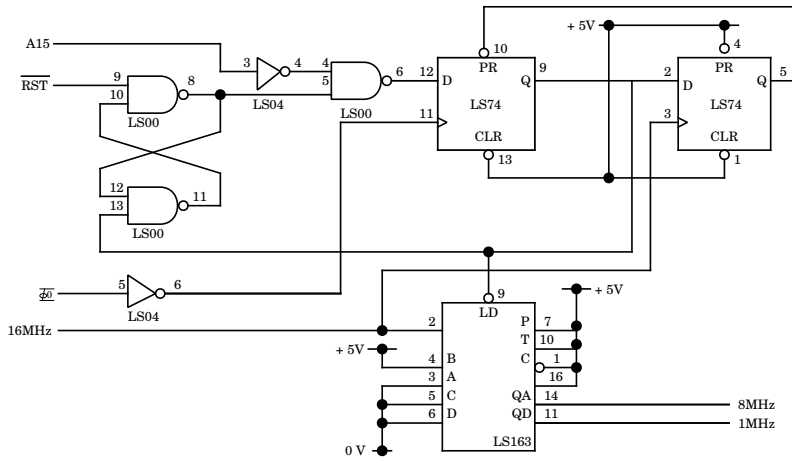 + 5V
A15
3
4
4
5
6
LS04
LS00
12
D
11
PR
10
Q
9
LS74
CLR
13
2
D
3
PR
4
Q
5
LS74
CLR
1
RST
9
10
8
LS00
12
13
11
LS00
ϕ0
5
6
LS04
16MHz
+ 5V
0 V
2
4
3
5
6
B
A
C
D
LD
9
P
T
C
QA
QD
7
10
1
16
14
11
LS163
+ 5V
8MHz
1MHz